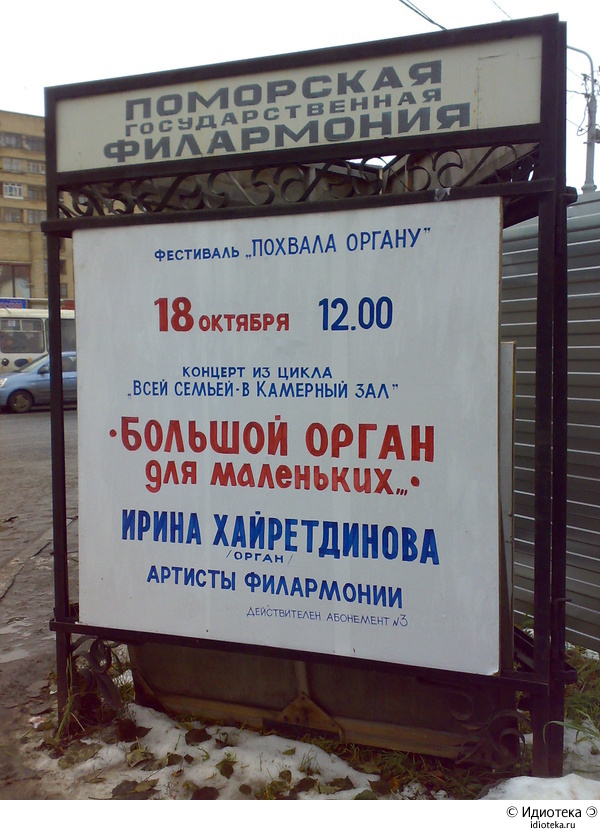 ПОМОРСКАЯ
ГОСУДАРСТВЕННАЯ
ФИЛАРМОНИЯ
ФЕСТИВАЛЬ „ПОХВАЛА ОРГАНУ"
18 ОКТЯБРЯ 12.00
КОНЦЕРТ ИЗ ЦИКЛА
„ВСЕЙ СЕМЬЕЙ-В КАМЕРНЫЙ ЗАЛ"
·БОЛЬШОЙ ОРГАН
для маленьких...·
ИРИНА ХАЙРЕТДИНОВА
/ОРГАН/
АРТИСТЫ ФИЛАРМОНИИ
ДЕЙСТВИТЕЛЕН АБОНЕМЕНТ №3
© Идиотека
idioteka.ru